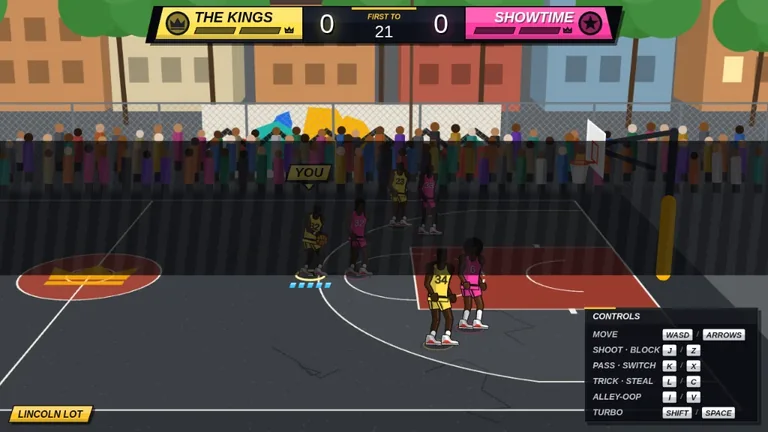 THE KINGS
0
FIRST TO
21
0
SHOWTIME
YOU
34
CONTROLS
MOVE WASD / ARROWS
SHOOT · BLOCK J / Z
PASS · SWITCH K / X
TRICK · STEAL L / C
ALLEY-OOP I / V
TURBO SHIFT / SPACE
LINCOLN LOT